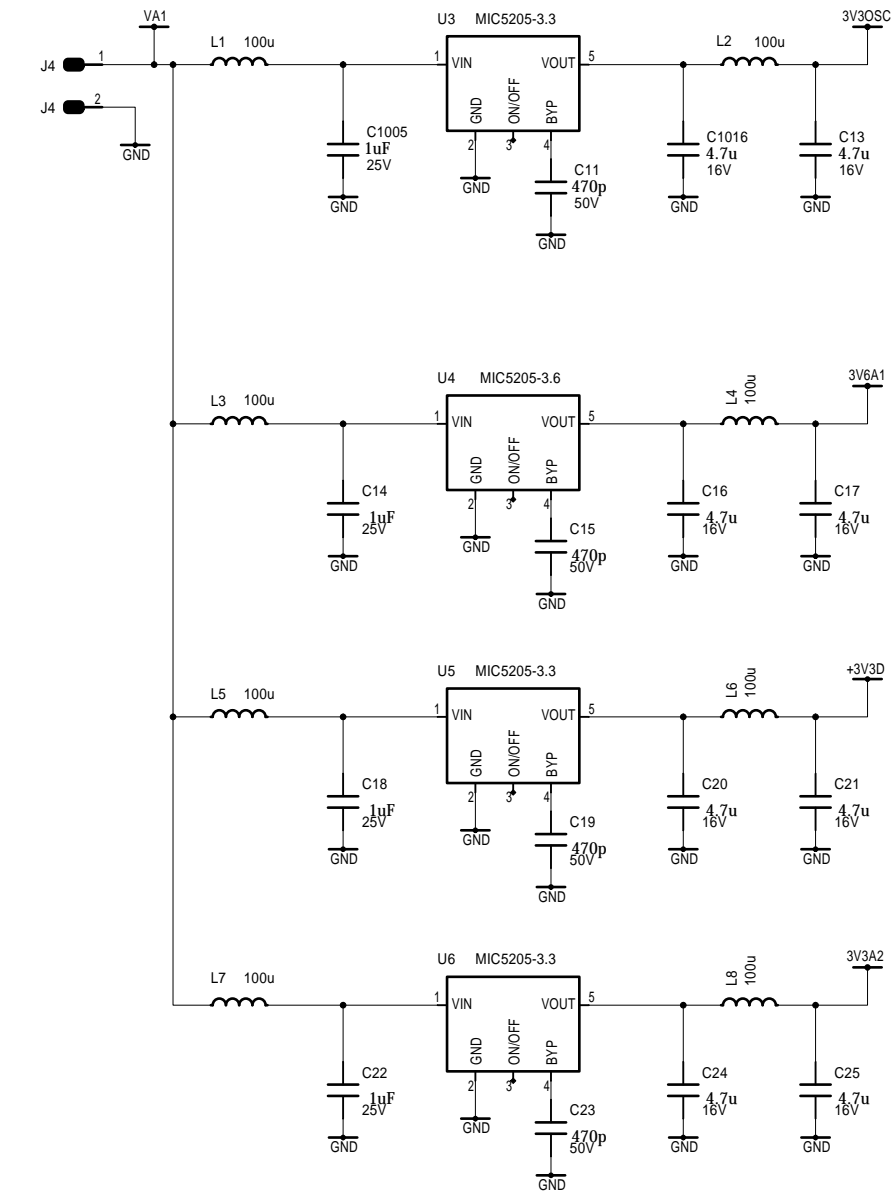 VA1
J4 1
J4 2
GND
L1 100u
C1005
1uF
25V
GND
U3 MIC5205-3.3
1 VIN VOUT 5
GND ON/OFF BYP
2 3 4
GND
C11
470p
50V
GND
L2 100u
3V3OSC
C1016
4.7u
16V
GND
C13
4.7u
16V
GND
L3 100u
C14
1uF
25V
GND
U4 MIC5205-3.6
1 VIN VOUT 5
GND ON/OFF BYP
2 3 4
GND
C15
470p
50V
GND
L4 100u
3V6A1
C16
4.7u
16V
GND
C17
4.7u
16V
GND
L5 100u
C18
1uF
25V
GND
U5 MIC5205-3.3
1 VIN VOUT 5
GND ON/OFF BYP
2 3 4
GND
C19
470p
50V
GND
L6 100u
+3V3D
C20
4.7u
16V
GND
C21
4.7u
16V
GND
L7 100u
C22
1uF
25V
GND
U6 MIC5205-3.3
1 VIN VOUT 5
GND ON/OFF BYP
2 3 4
GND
C23
470p
50V
GND
L8 100u
3V3A2
C24
4.7u
16V
GND
C25
4.7u
16V
GND